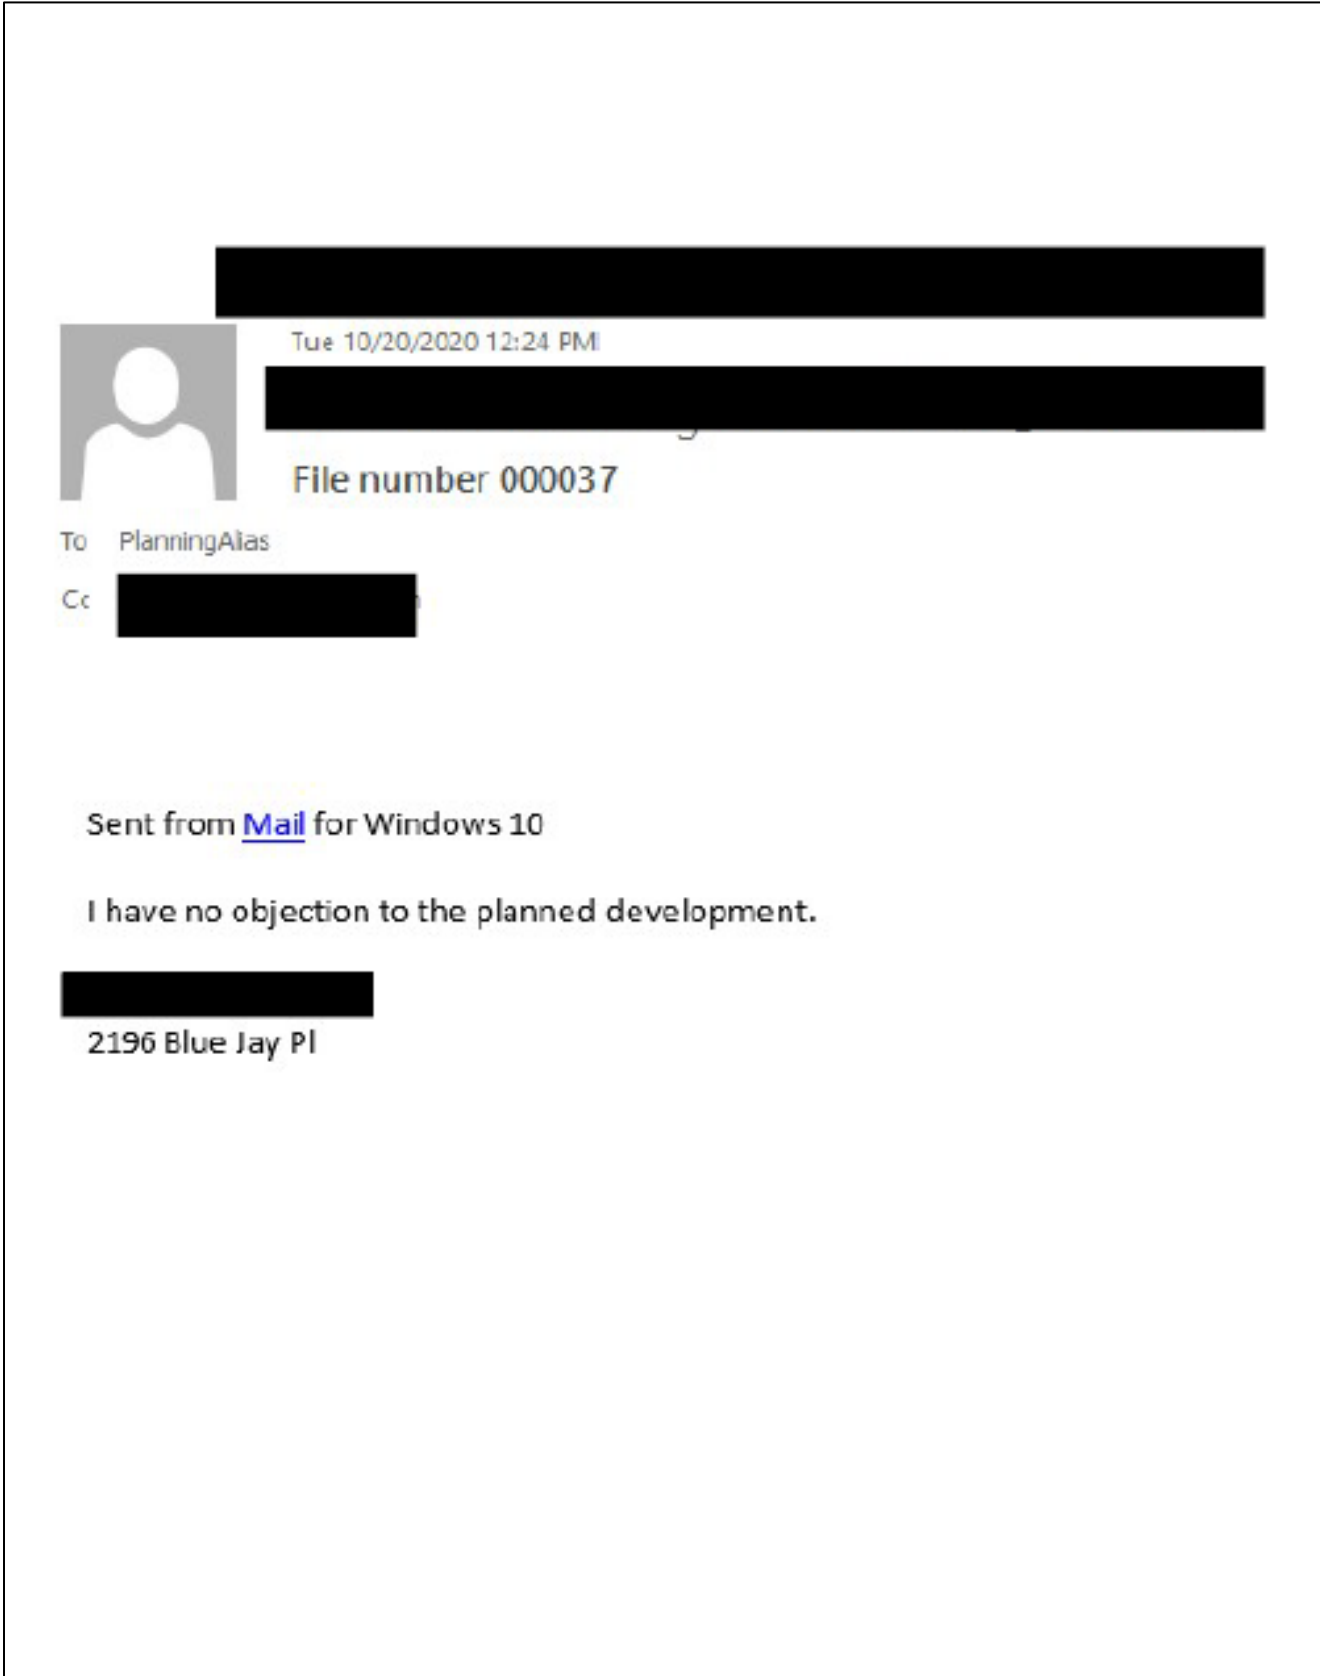 Tue 10/20/2020 12:24 PM
File number 000037
To PlanningAlias
Cc
Sent from Mail for Windows 10
I have no objection to the planned development.
2196 Blue Jay Pl